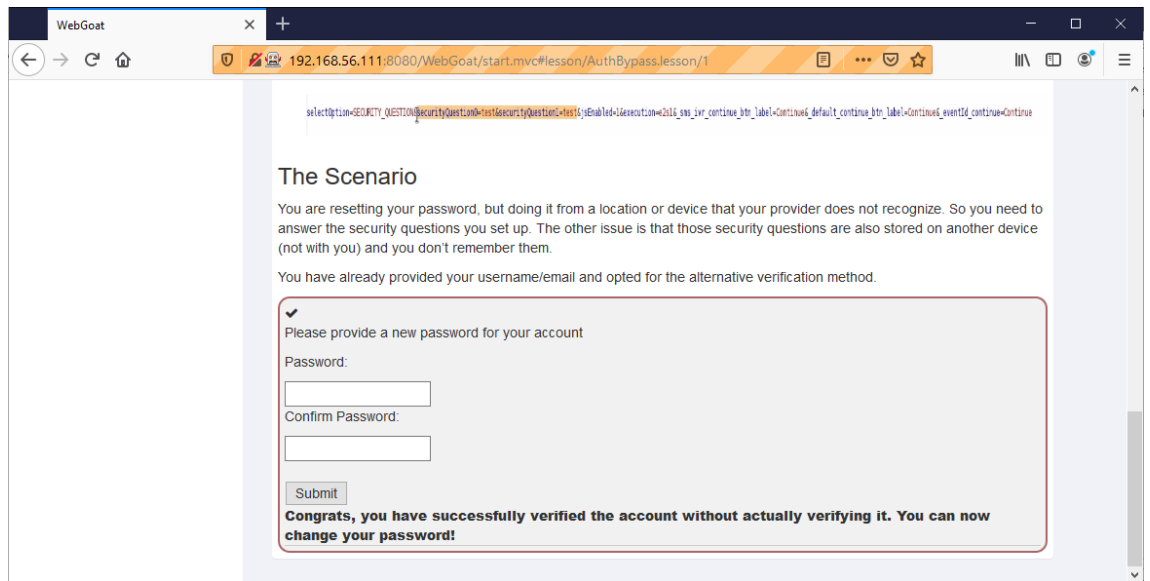 WebGoat
192.168.56.111:8080/WebGoat/start.mvc#lesson/AuthBypass.lesson/1
selectOption=SECURITY_QUESTION&securityQuestion0=test&securityQuestion1=test&jsEnabled=1&execution=e2s1&_sms_ivr_continue_btn_label=Continue&_default_continue_btn_label=Continue&_eventId_continue=Continue
The Scenario
You are resetting your password, but doing it from a location or device that your provider does not recognize. So you need to
answer the security questions you set up. The other issue is that those security questions are also stored on another device
(not with you) and you don't remember them.
You have already provided your username/email and opted for the alternative verification method.
Please provide a new password for your account
Password:
Confirm Password:
Submit
Congrats, you have successfully verified the account without actually verifying it. You can now
change your password!